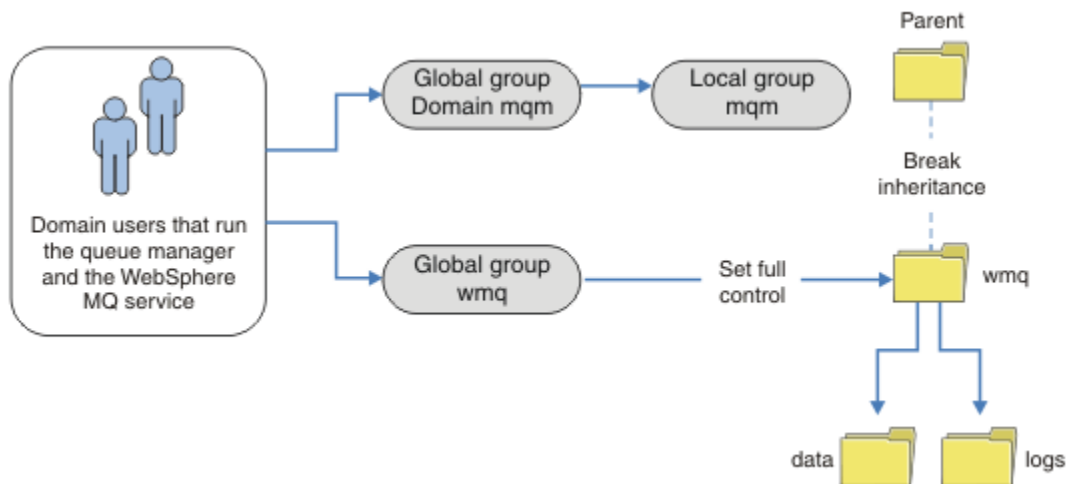 Parent
Global group
Domain mqm
Local group
mqm
Break
inheritance
Domain users that run
the queue manager
and the WebSphere
MQ service
Global group
wmq
Set full
control
wmq
data
logs